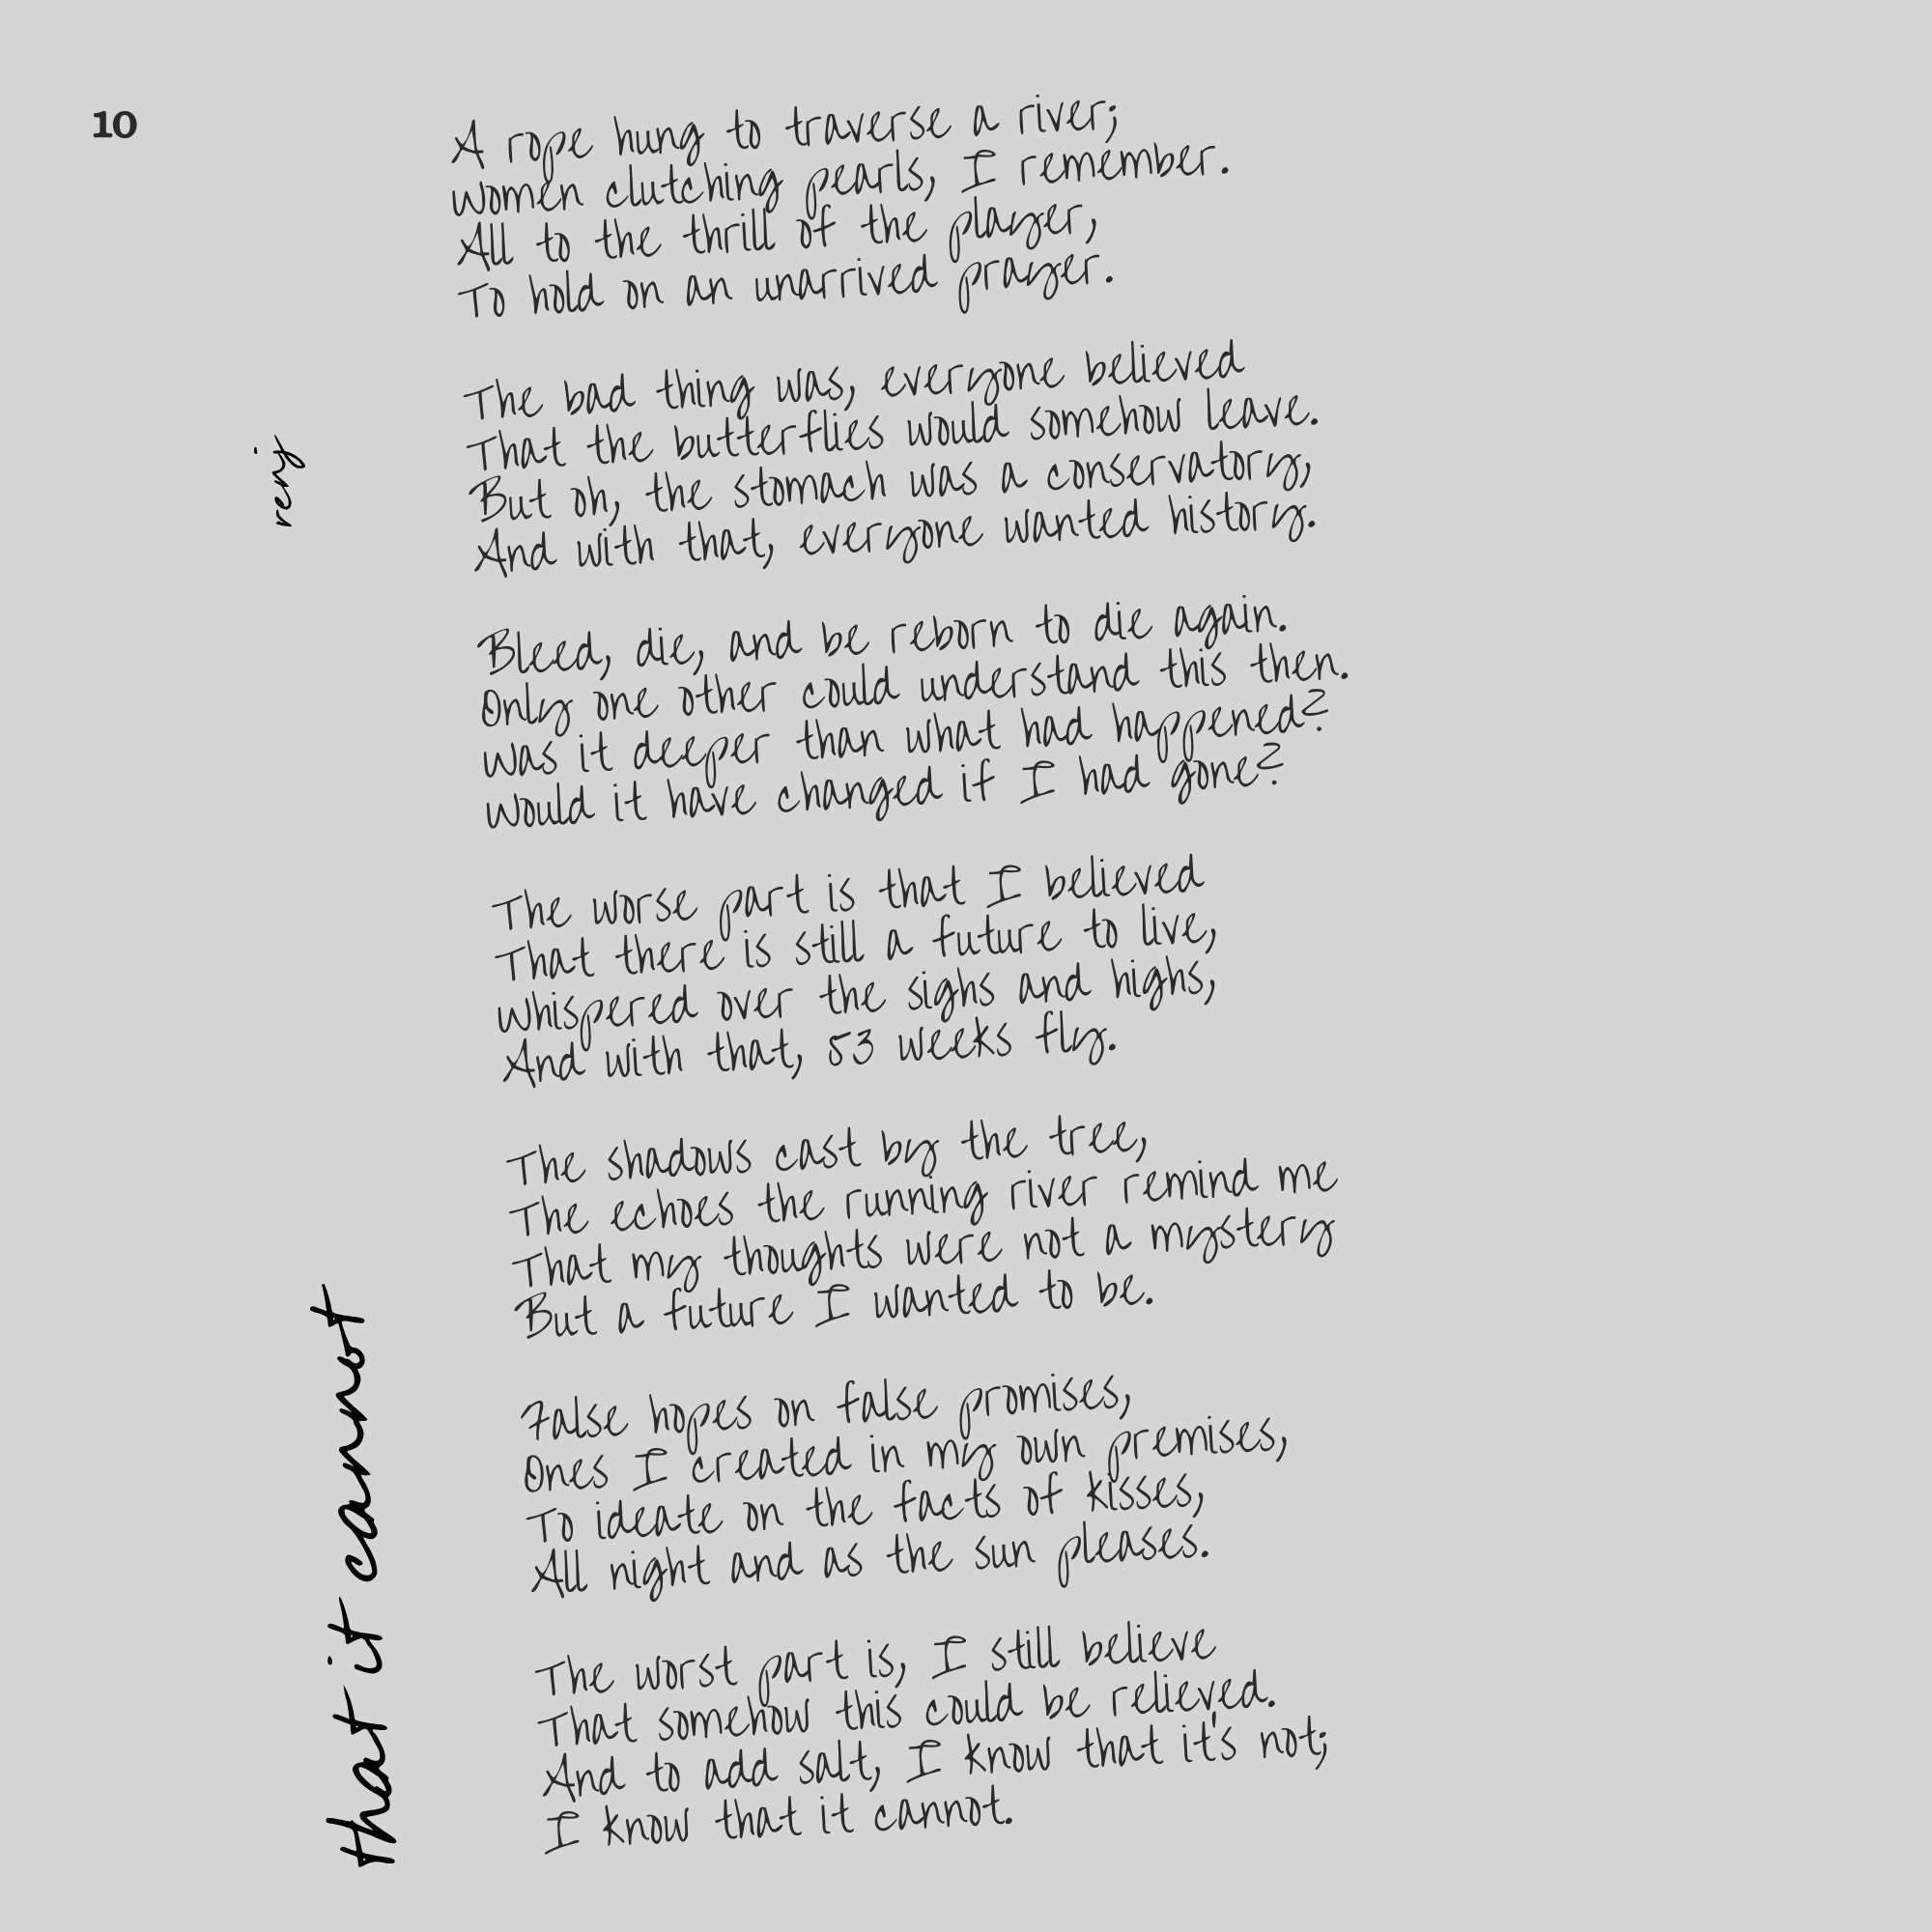 10
that it cannot
A rope hung to traverse a river;
Women clutching pearls, I remember.
All to the thrill of the player,
To hold on an unarrived prayer.
The bad thing was, everyone believed
That the butterflies would somehow leave.
But oh, the stomach was a conservatory,
And with that, everyone wanted history.
Bleed, die, and be reborn to die again.
Only one other could understand this then.
Was it deeper than what had happened?
Would it have changed if I had gone?
The worse part is that I believed
That there is still a future to live,
Whispered over the sighs and highs,
And with that, 53 weeks fly.
The shadows cast by the tree,
The echoes the running river remind me
That my thoughts were not a mystery
But a future I wanted to be.
False hopes on false promises,
Ones I created in my own premises,
To ideate on the facts of kisses,
All night and as the sun pleases.
The worst part is, I still believe
That somehow this could be relieved.
And to add salt, I know that it's not;
I know that it cannot.